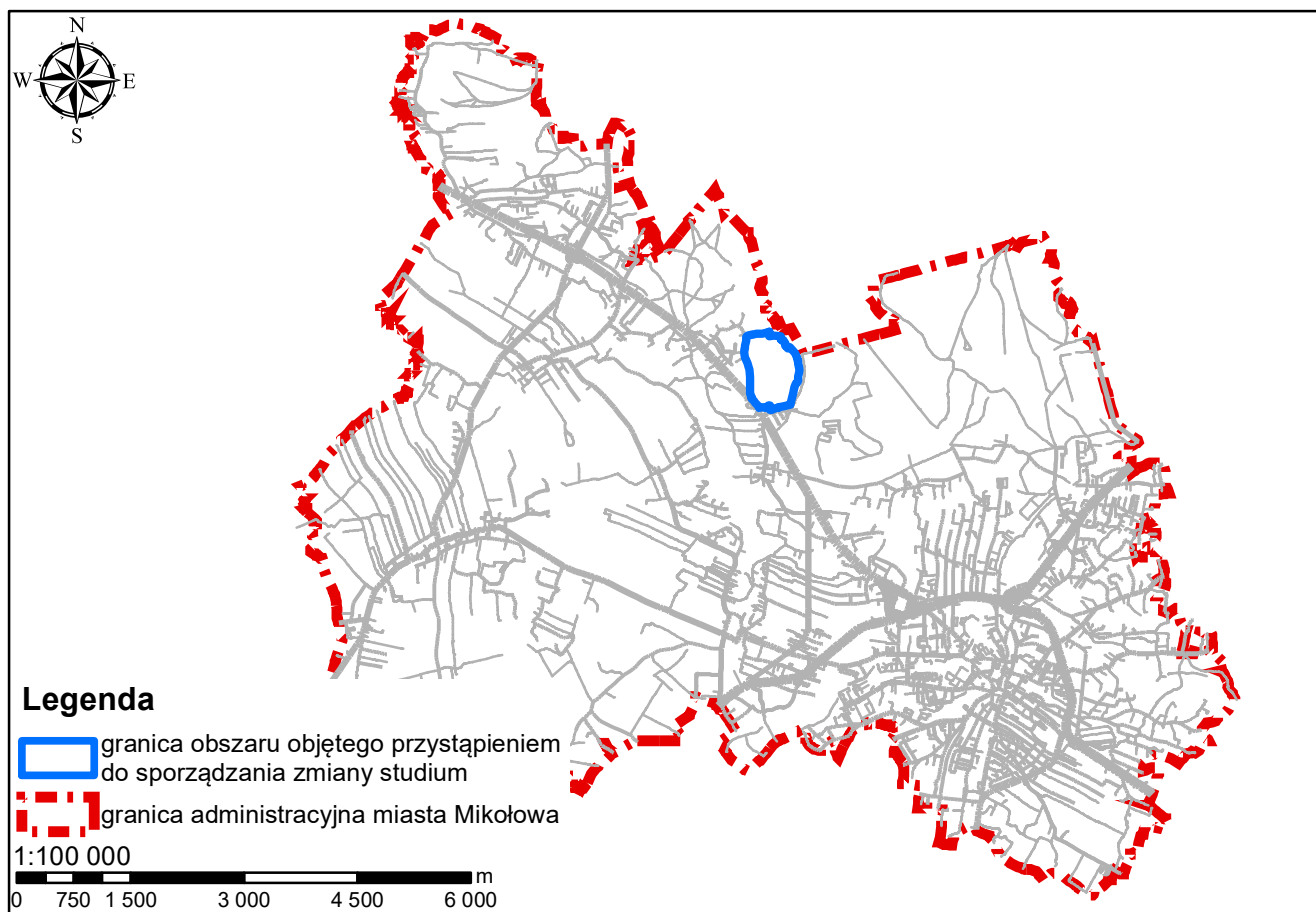 N
W E
S
Legenda
granica obszaru objętego przystąpieniem
do sporządzania zmiany studium
granica administracyjna miasta Mikołowa
1:100 000
m
0 750 1 500 3 000 4 500 6 000